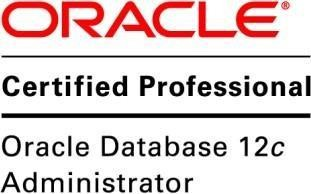 ORACLE®
Certified Professional
Oracle Database 12c
Administrator